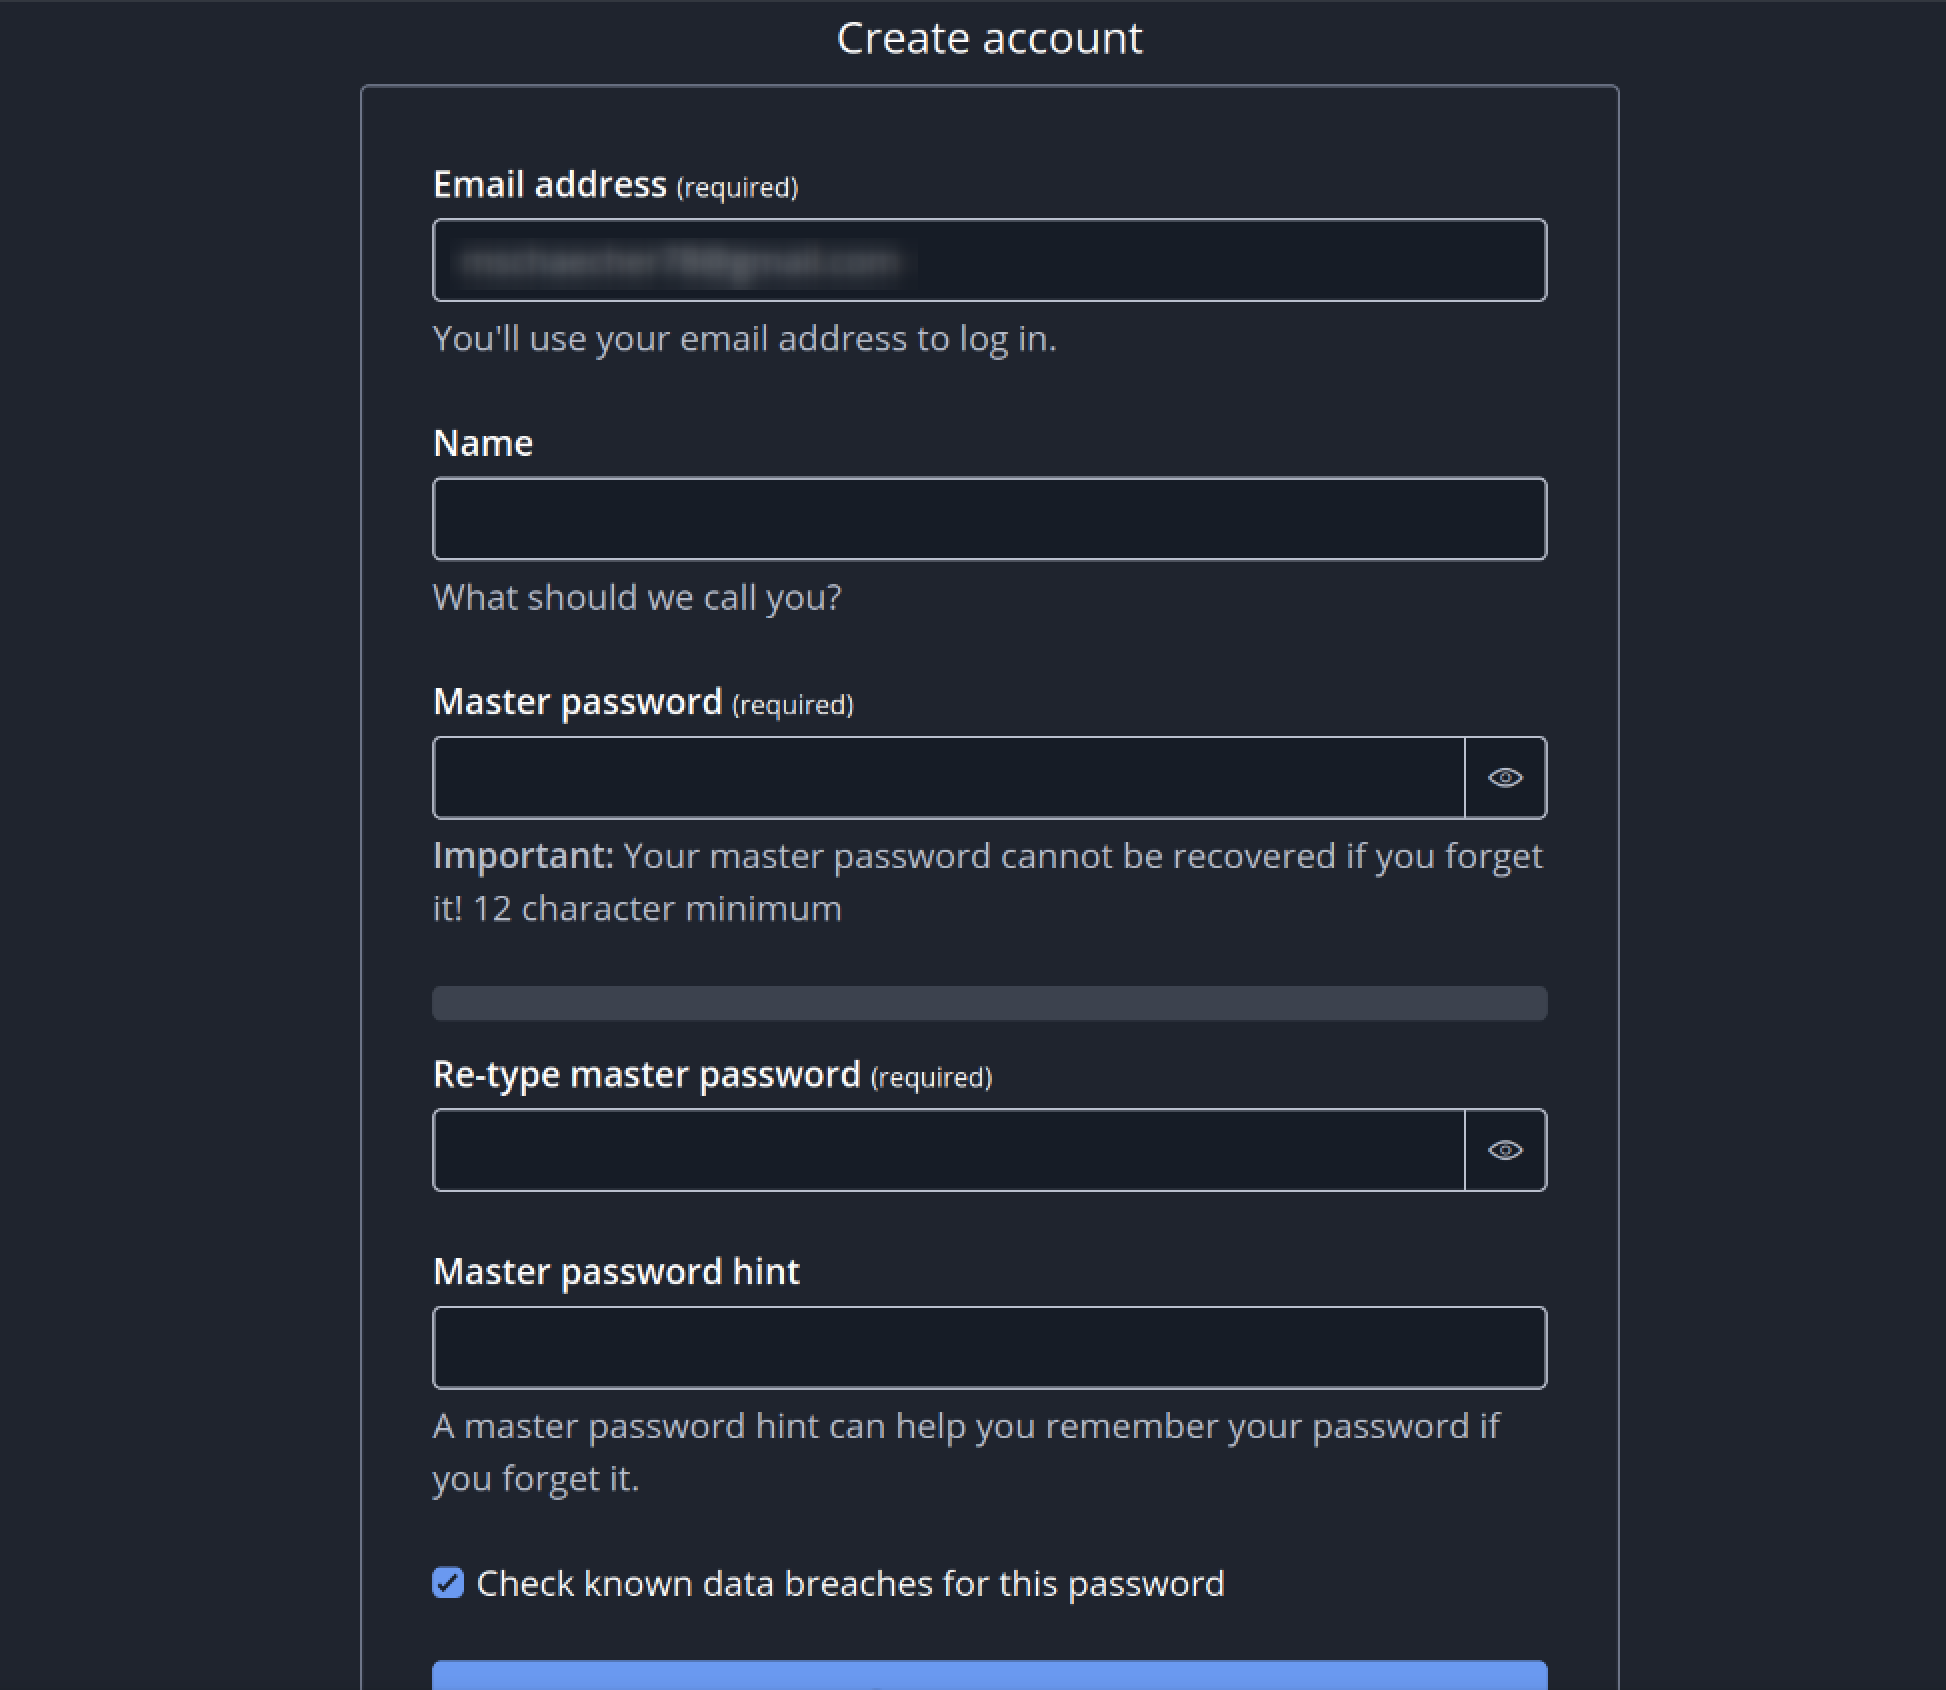 Create account
Email address (required)
You'll use your email address to log in.
Name
What should we call you?
Master password (required)
Important: Your master password cannot be recovered if you forget
it! 12 character minimum
Re-type master password (required)
Master password hint
A master password hint can help you remember your password if
you forget it.
Check known data breaches for this password